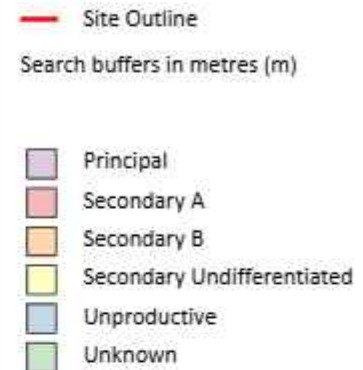 Site Outline
Search buffers in metres (m)
Principal
Secondary A
Secondary B
Secondary Undifferentiated
Unproductive
Unknown